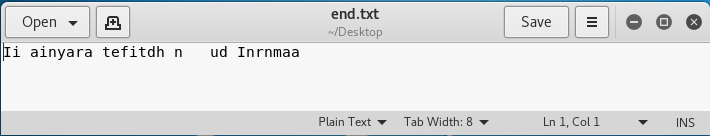 Open
end.txt
~/Desktop
Save
Ii ainyara tefitdh n   ud Inrnmaa
Plain Text Tab Width: 8 Ln 1, Col 1 INS